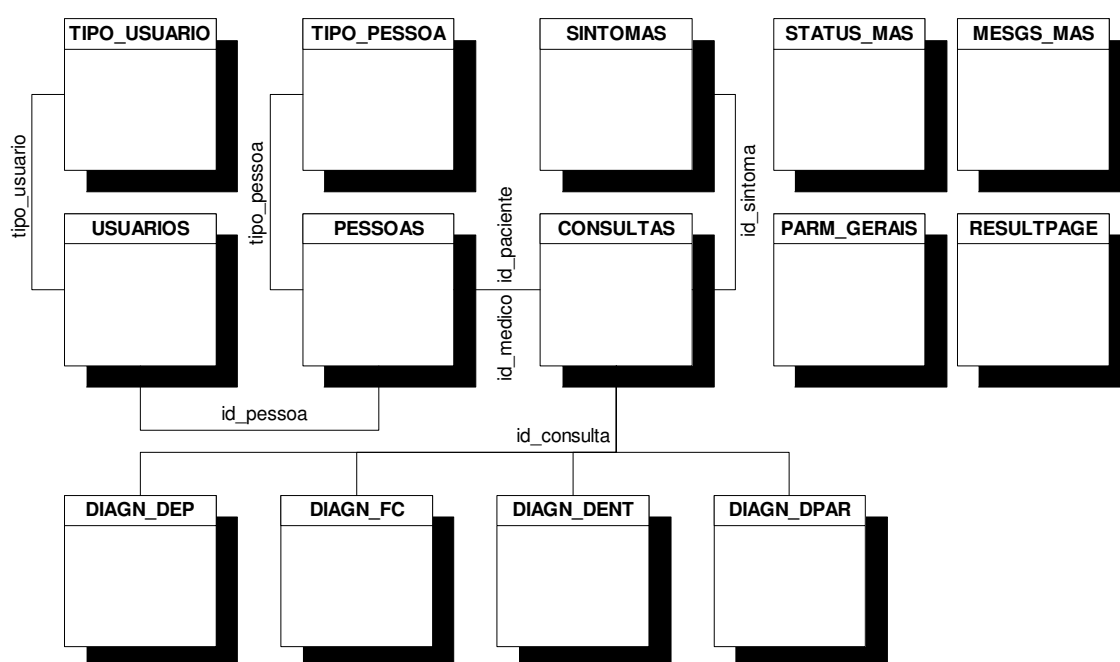 TIPO_USUARIO
TIPO_PESSOA
SINTOMAS
STATUS_MAS
MESGS_MAS
tipo_usuario
tipo_pessoa
id_paciente
id_sintoma
USUARIOS
PESSOAS
CONSULTAS
PARM_GERAIS
RESULTPAGE
id_medico
id_pessoa
id_consulta
DIAGN_DEP
DIAGN_FC
DIAGN_DENT
DIAGN_DPAR